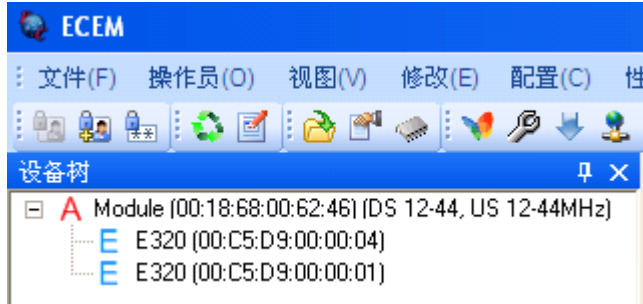 ECEM
文件(F) 操作员(O) 视图(V) 修改(E) 配置(C)
设备树
A Module (00:18:68:00:62:46) (DS 12-44, US 12-44MHz)
E E320 (00:C5:D9:00:00:04)
E E320 (00:C5:D9:00:00:01)